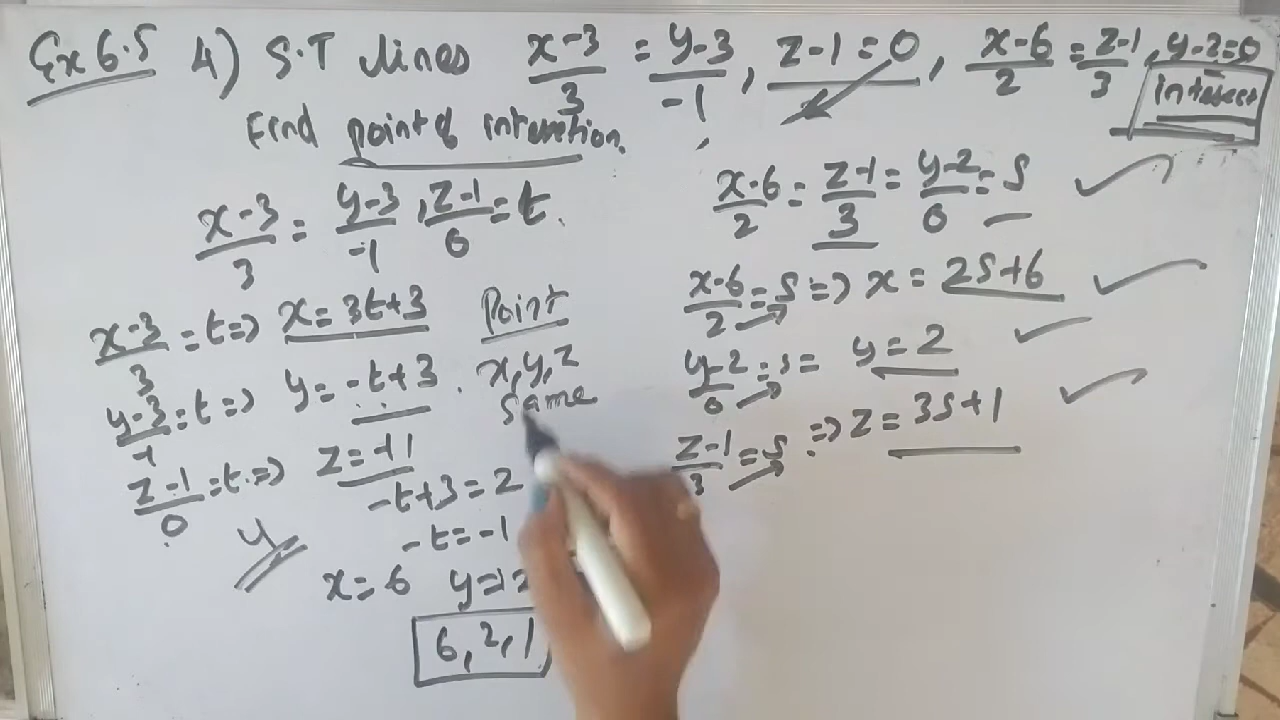 Ex 6.5 4) S.T lines x-3/3 = y-3/-1, z-1=0, x-6/2 = z-1/3, y-2=0
intersect
Find point of
x-3/3 = y-3/-1, z-1/0 = t.
x-3/3 = t => x = 3t+3
y-3/-1 = t => y = -t+3.
z-1/0 = t. =>
-t+3 = 2
-t = -1
x = 6
6, 2, 1
Point
x, y, z
same
x-6/2 = z-1/3 = y-2/0 = s
x-6/2 = s => x = 2s+6
y-2/0 = s = y = 2
z-1/3 = s => z = 3s+1